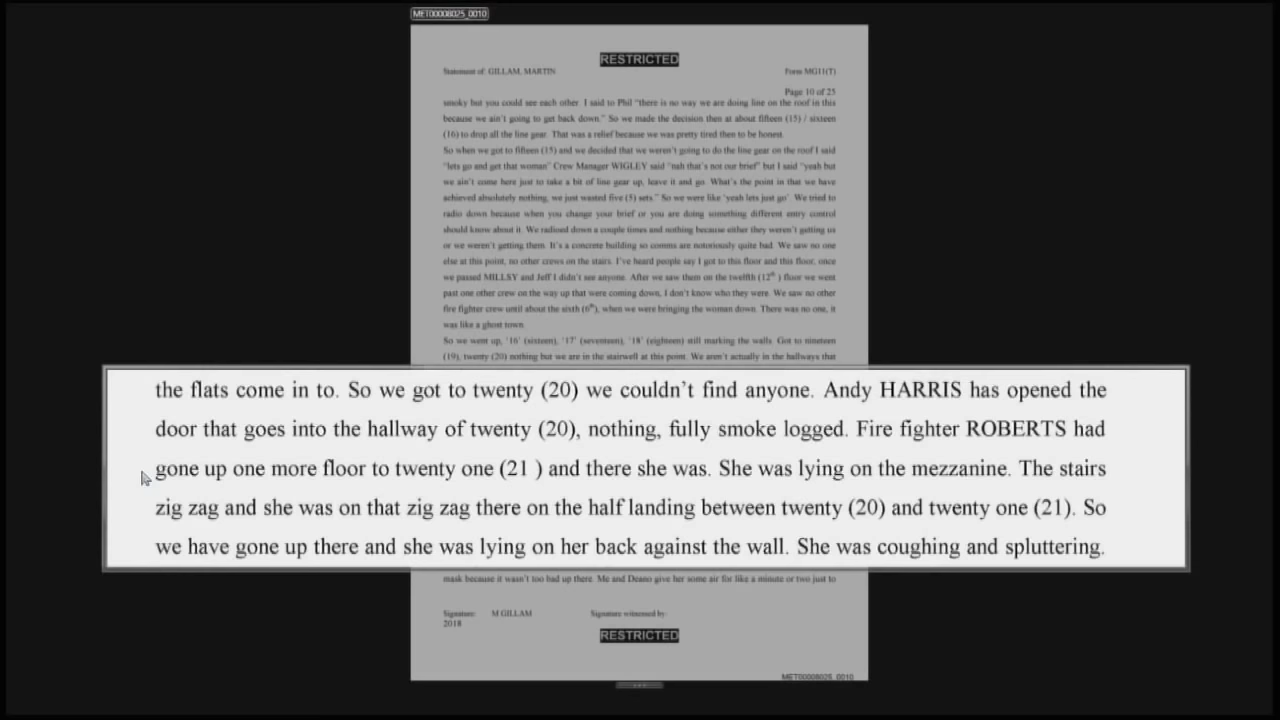 MET00008025_0010
RESTRICTED
Statement of: GILLAM, MARTIN Form MG11(T)
Page 10 of 25
smoky but you could see each other. I said to Phil “there is no way we are doing line on the roof in this
because we ain’t going to get back down.” So we made the decision then at about fifteen (15) / sixteen
(16) to drop all the line gear. That was a relief because we was pretty tired then to be honest.
So when we got to fifteen (15) and we decided that we weren’t going to do the line gear on the roof I said
“lets go and get that woman” Crew Manager WIGLEY said “nah that’s not our brief” but I said “yeah but
we ain’t come here just to take a bit of line gear up, leave it and go. What’s the point in that we have
achieved absolutely nothing, we just wasted five (5) sets.” So we were like ‘yeah lets just go’. We tried to
radio down because when you change your brief or you are doing something different entry control
should know about it. We radioed down a couple times and nothing because either they weren’t getting us
or we weren’t getting them. It’s a concrete building so comms are notoriously quite bad. We saw no one
else at this point, no other crews on the stairs. I’ve heard people say I got to this floor and this floor, once
we passed MILLSY and Jeff I didn’t see anyone. After we saw them on the twelfth (12th ) floor we went
past one other crew on the way up that were coming down, I don’t know who they were. We saw no other
fire fighter crew until about the sixth (6th), when we were bringing the woman down. There was no one, it
was like a ghost town.
So we went up, ‘16’ (sixteen), ‘17’ (seventeen), ‘18’ (eighteen) still marking the walls. Got to nineteen
(19), twenty (20) nothing but we are in the stairwell at this point. We aren’t actually in the hallways that
the flats come in to. So we got to twenty (20) we couldn’t find anyone. Andy HARRIS has opened the
door that goes into the hallway of twenty (20), nothing, fully smoke logged. Fire fighter ROBERTS had
gone up one more floor to twenty one (21 ) and there she was. She was lying on the mezzanine. The stairs
zig zag and she was on that zig zag there on the half landing between twenty (20) and twenty one (21). So
we have gone up there and she was lying on her back against the wall. She was coughing and spluttering.
mask because it wasn’t too bad up there. Me and Deano give her some air for like a minute or two just to
Signature: M GILLAM Signature witnessed by:
2018
RESTRICTED
MET00008025_0010